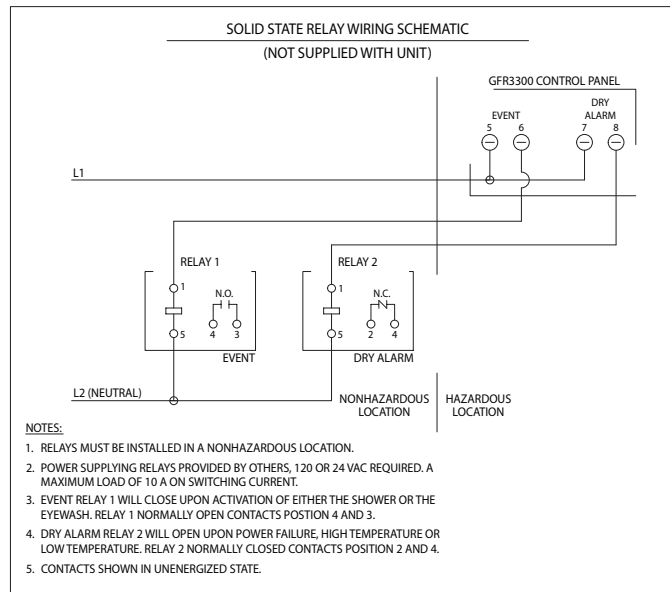 SOLID STATE RELAY WIRING SCHEMATIC
(NOT SUPPLIED WITH UNIT)
GFR3300 CONTROL PANEL
EVENT
DRY
ALARM
5 6 7 8
L1
RELAY 1
1
N.O.
4 3
5
EVENT
RELAY 2
1
N.C.
2 4
5
DRY ALARM
L2 (NEUTRAL)
NONHAZARDOUS
LOCATION
HAZARDOUS
LOCATION
NOTES:
1. RELAYS MUST BE INSTALLED IN A NONHAZARDOUS LOCATION.
2. POWER SUPPLYING RELAYS PROVIDED BY OTHERS, 120 OR 24 VAC REQUIRED. A
MAXIMUM LOAD OF 10 A ON SWITCHING CURRENT.
3. EVENT RELAY 1 WILL CLOSE UPON ACTIVATION OF EITHER THE SHOWER OR THE
EYEWASH. RELAY 1 NORMALLY OPEN CONTACTS POSTION 4 AND 3.
4. DRY ALARM RELAY 2 WILL OPEN UPON POWER FAILURE, HIGH TEMPERATURE OR
LOW TEMPERATURE. RELAY 2 NORMALLY CLOSED CONTACTS POSITION 2 AND 4.
5. CONTACTS SHOWN IN UNENERGIZED STATE.